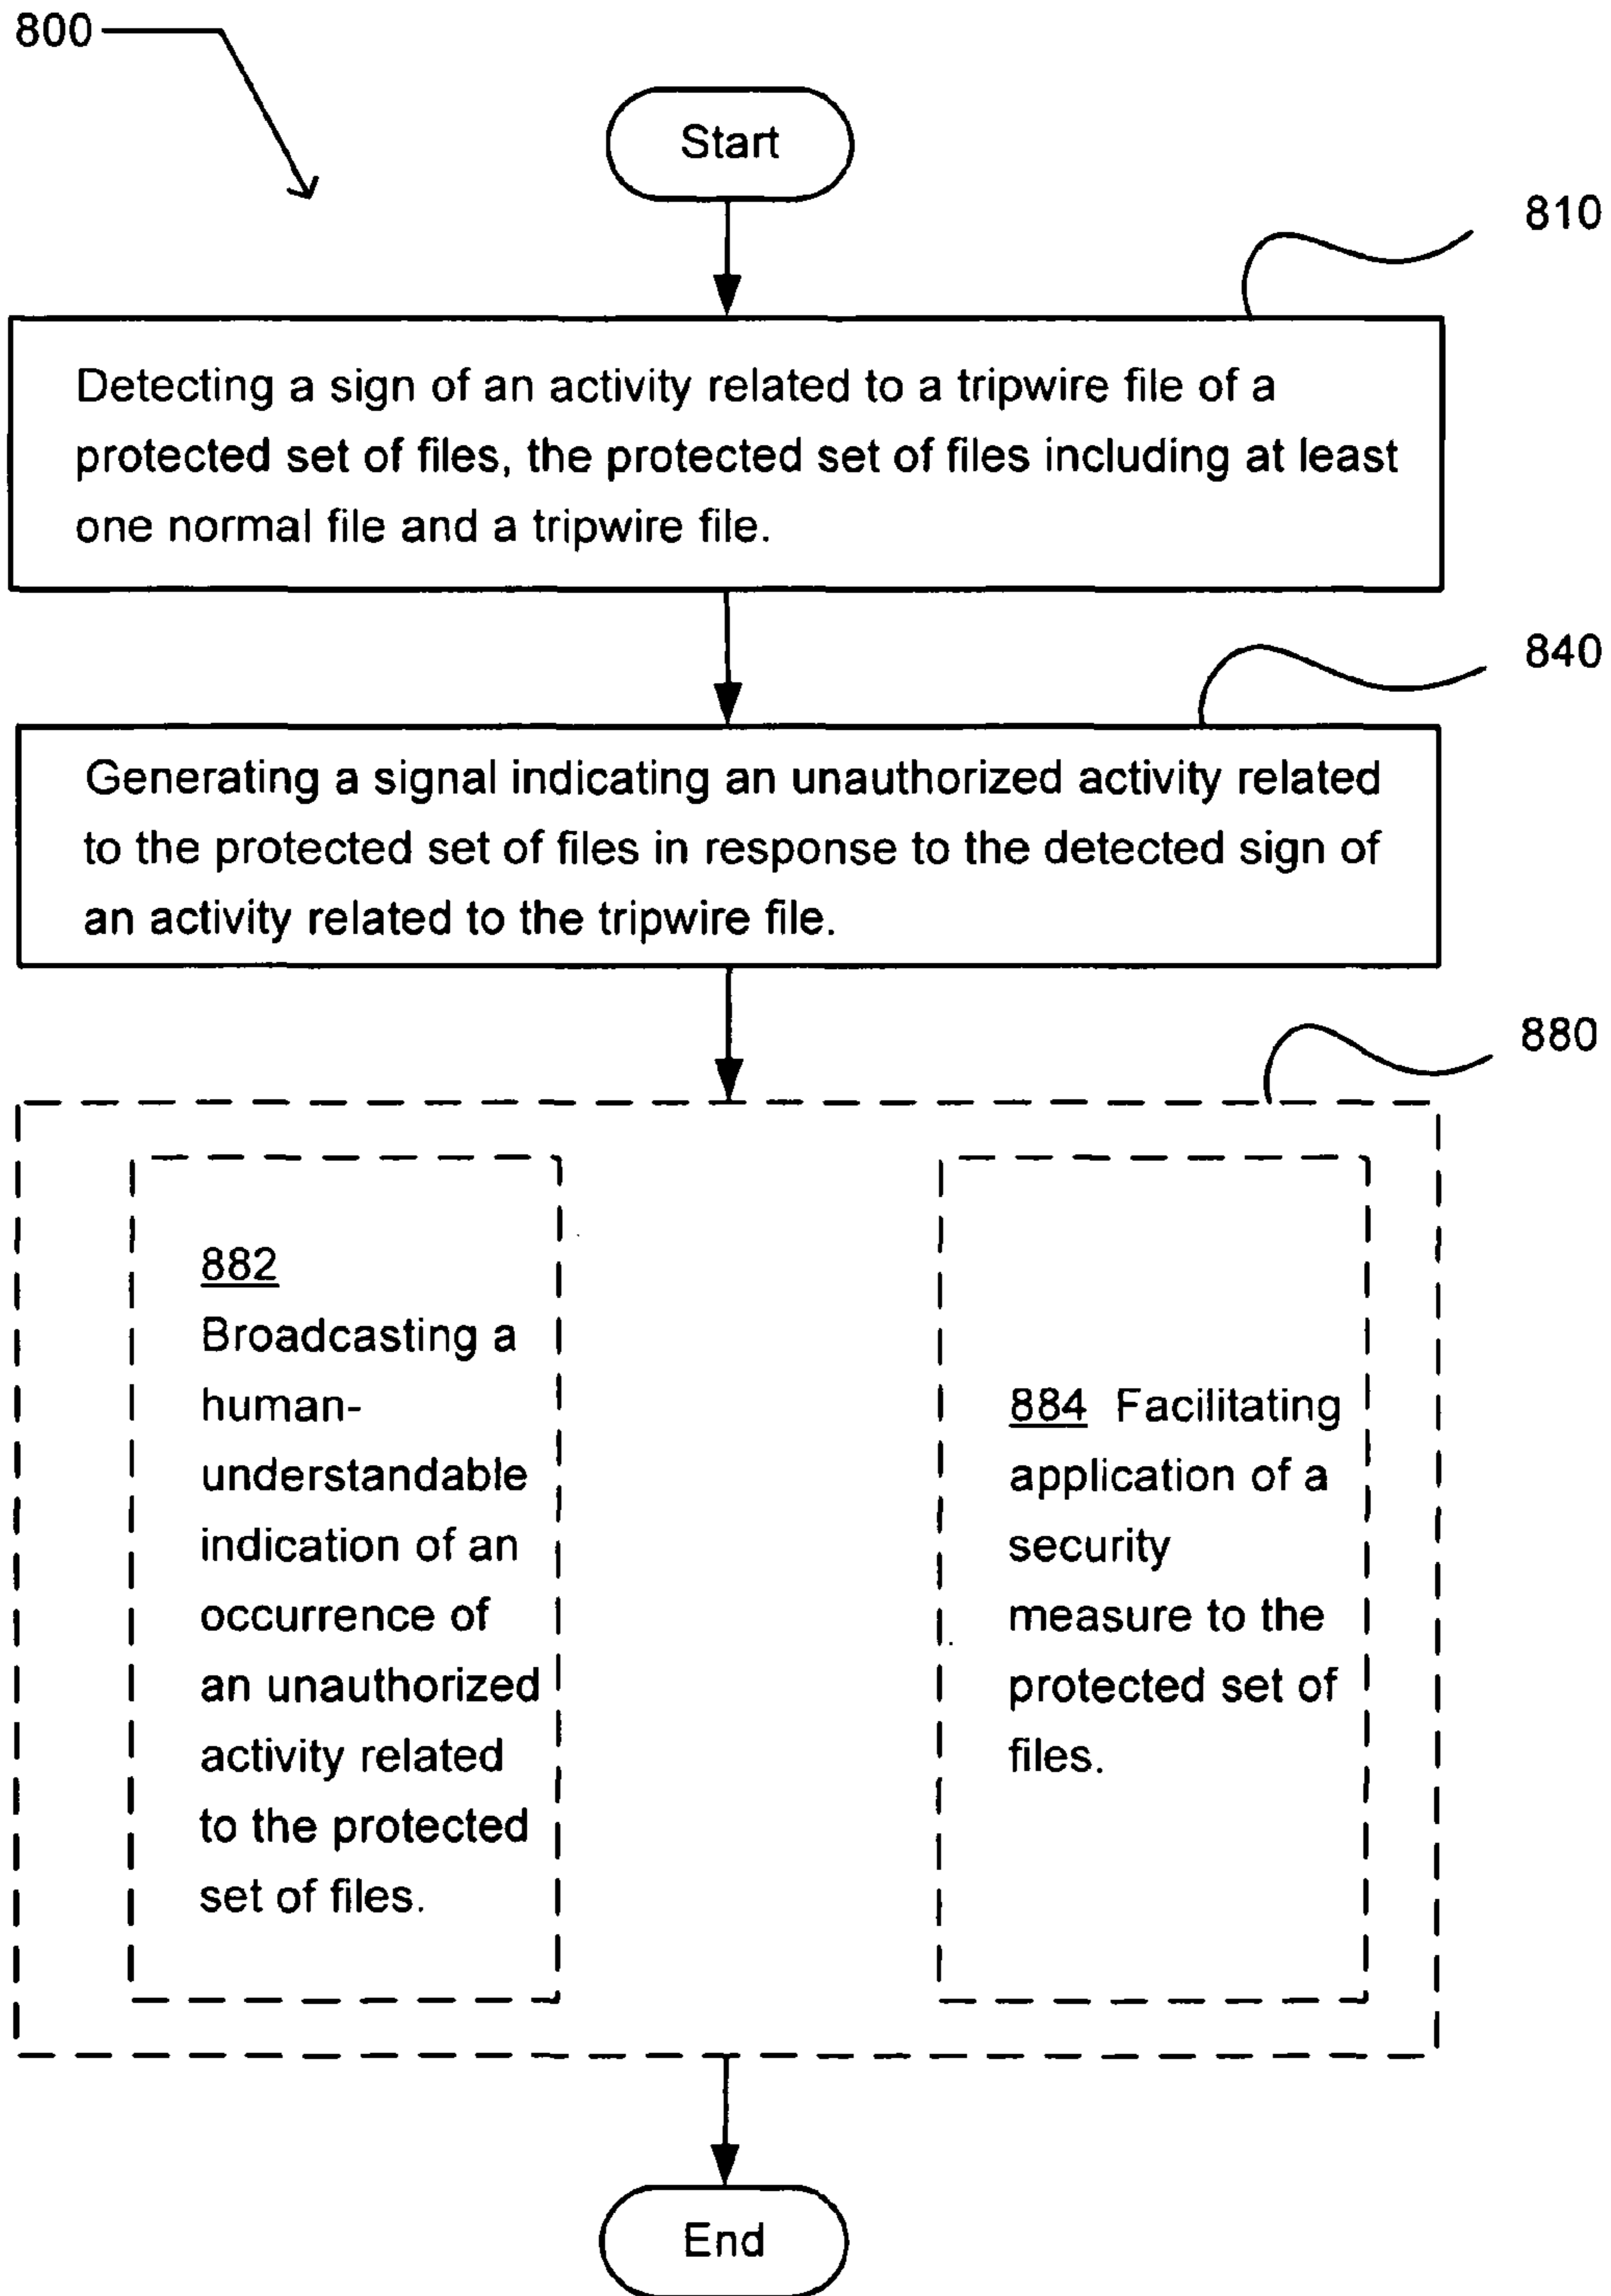 800
Start
810
Detecting a sign of an activity related to a tripwire file of a
protected set of files, the protected set of files including at least
one normal file and a tripwire file.
840
Generating a signal indicating an unauthorized activity related
to the protected set of files in response to the detected sign of
an activity related to the tripwire file.
880
882
Broadcasting a
human-
understandable
indication of an
occurrence of
an unauthorized
activity related
to the protected
set of files.
884 Facilitating
application of a
security
measure to the
protected set of
files.
End